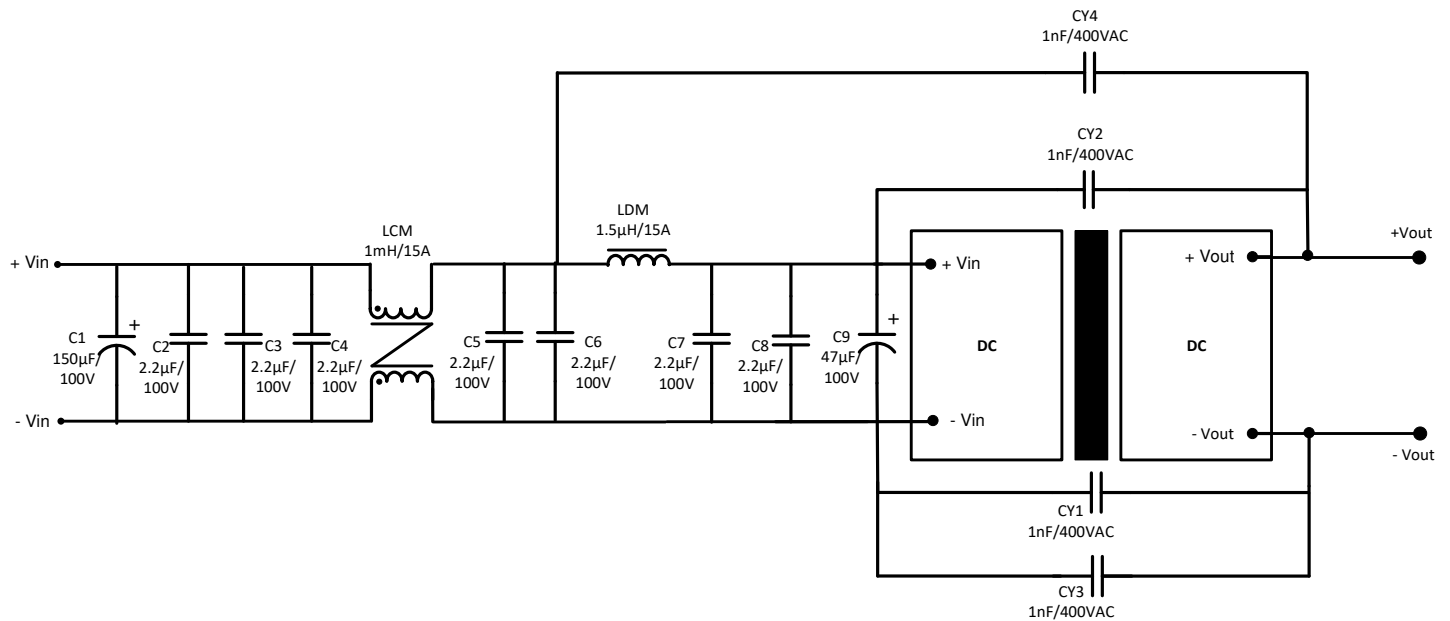 CY4
1nF/400VAC
CY2
1nF/400VAC
LDM
1.5µH/15A
LCM
1mH/15A
+ Vin
+ Vin
+ Vout
+Vout
C1
150µF/
100V
+
C2
2.2µF/
100V
C3
2.2µF/
100V
C4
2.2µF/
100V
C5
2.2µF/
100V
C6
2.2µF/
100V
C7
2.2µF/
100V
C8
2.2µF/
100V
C9
47µF/
100V
+
DC
DC
- Vin
- Vin
- Vout
- Vout
CY1
1nF/400VAC
CY3
1nF/400VAC